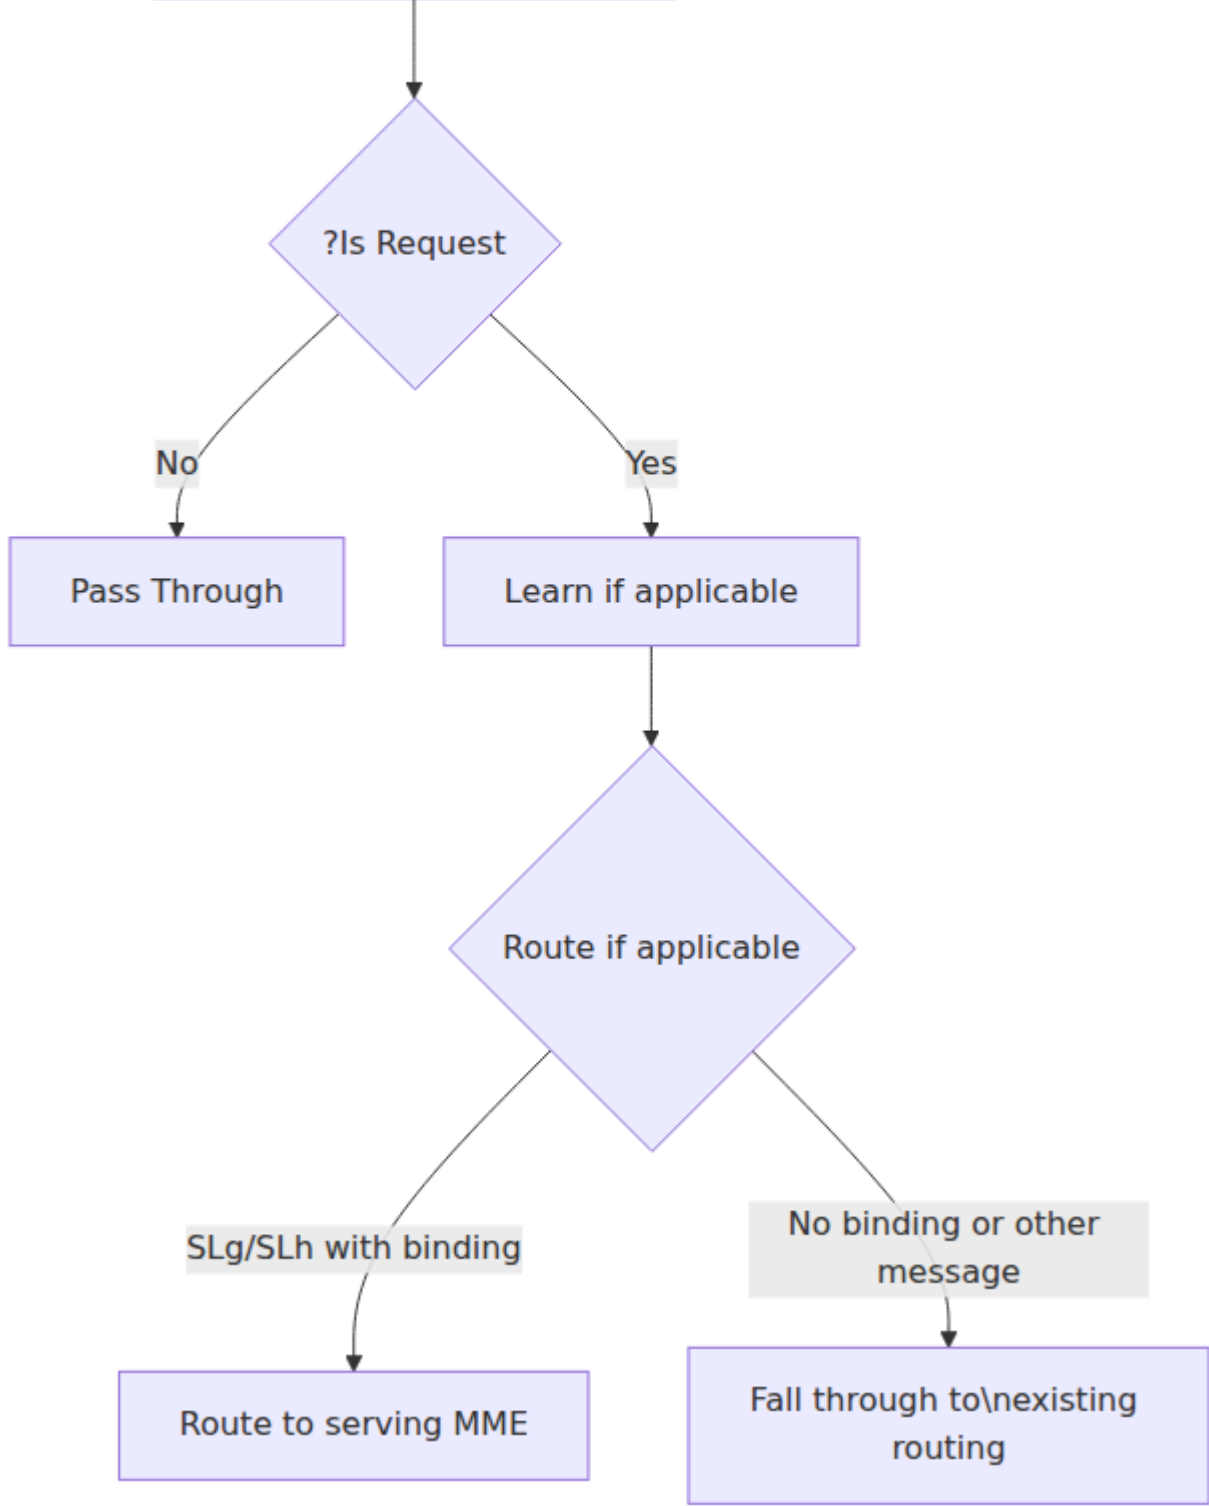 ?Is Request
No
Yes
Pass Through
Learn if applicable
Route if applicable
SLg/SLh with binding
No binding or other
message
Route to serving MME
Fall through to\nexisting
routing